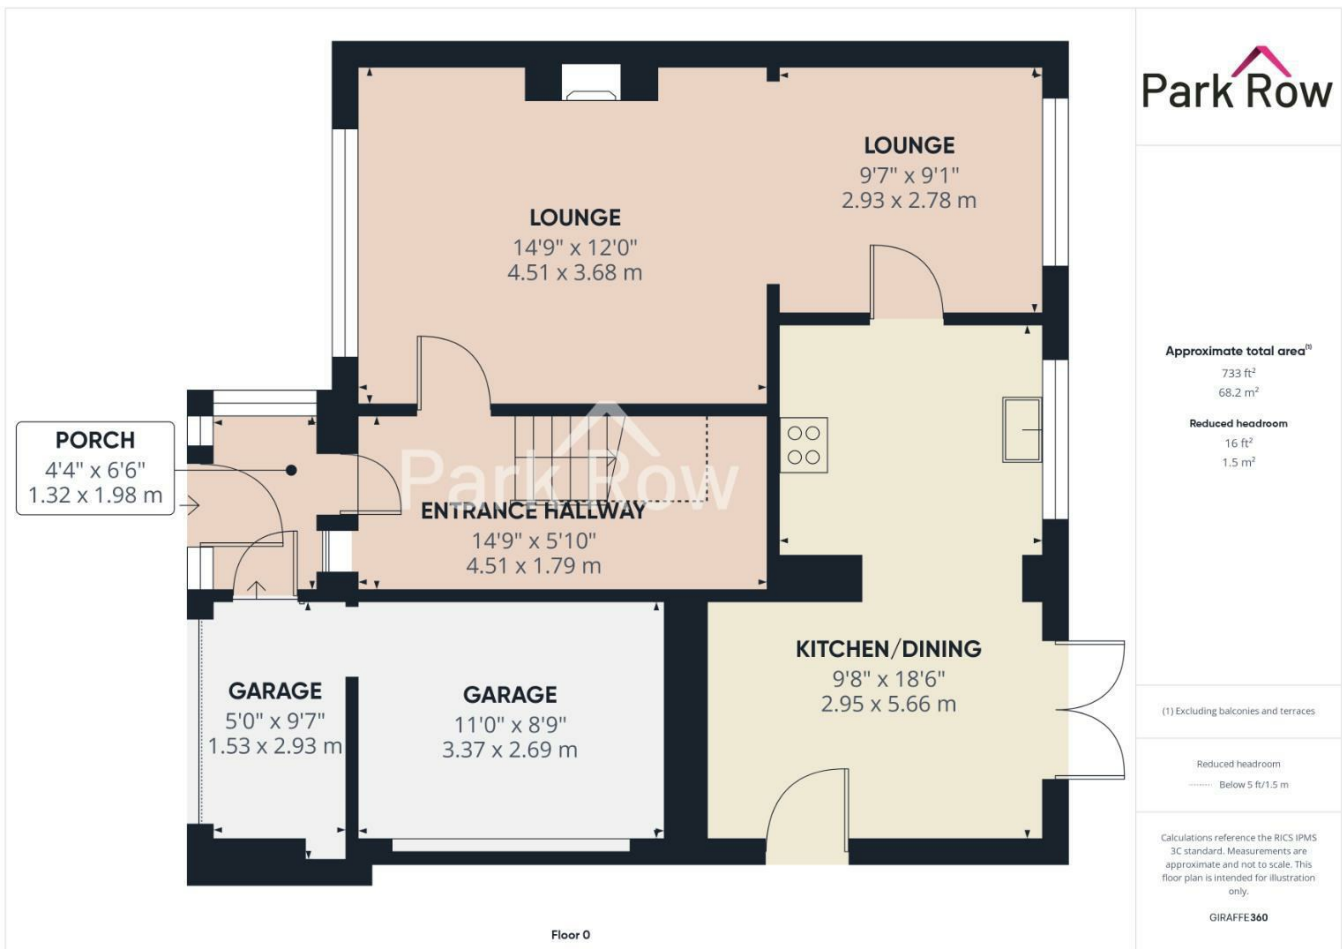 LOUNGE
14'9" x 12'0"
4.51 x 3.68 m
LOUNGE
9'7" x 9'1"
2.93 x 2.78 m
PORCH
4'4" x 6'6"
1.32 x 1.98 m
Park Row
ENTRANCE HALLWAY
14'9" x 5'10"
4.51 x 1.79 m
KITCHEN/DINING
9'8" x 18'6"
2.95 x 5.66 m
GARAGE
5'0" x 9'7"
1.53 x 2.93 m
GARAGE
11'0" x 8'9"
3.37 x 2.69 m
Floor 0
Park Row
Approximate total area(1)
733 ft²
68.2 m²
Reduced headroom
16 ft²
1.5 m²
(1) Excluding balconies and terraces
Reduced headroom
Below 5 ft/1.5 m
Calculations reference the RICS IPMS
3C standard. Measurements are
approximate and not to scale. This
floor plan is intended for illustration
only.
GIRAFFE360